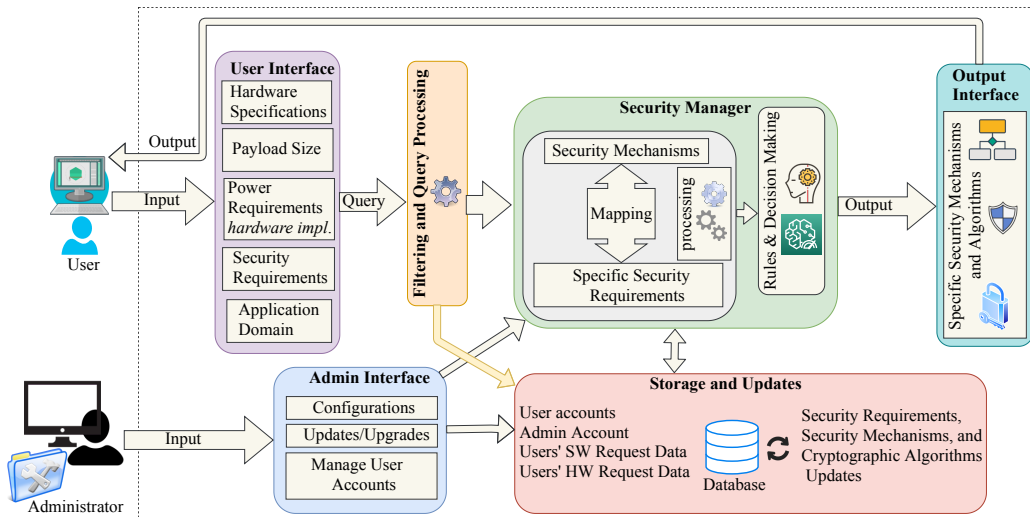 User Interface
Hardware
Specifications
Payload Size
Power
Requirements
hardware impl.
Security
Requirements
Application
Domain
Output
Input
User
Query
Filtering and Query Processing
Security Manager
Security Mechanisms
Mapping
processing
Specific Security
Requirements
Rules & Decision Making
Output
Output
Interface
Specific Security Mechanisms
and Algorithms
Admin Interface
Configurations
Updates/Upgrades
Manage User
Accounts
Input
Administrator
Storage and Updates
User accounts
Admin Account
Users' SW Request Data
Users' HW Request Data
Database
Security Requirements,
Security Mechanisms, and
Cryptographic Algorithms
Updates